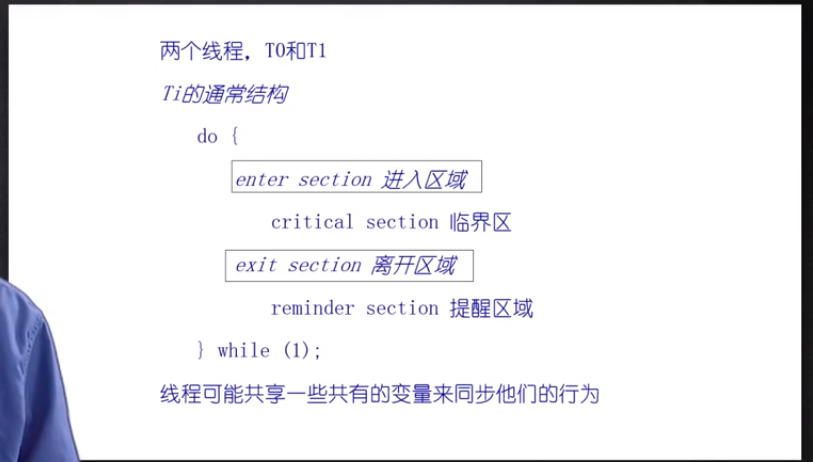 两个线程，T0和T1
Ti的通常结构
do {
enter section 进入区域
critical section 临界区
exit section 离开区域
reminder section 提醒区域
} while (1);
线程可能共享一些共有的变量来同步他们的行为